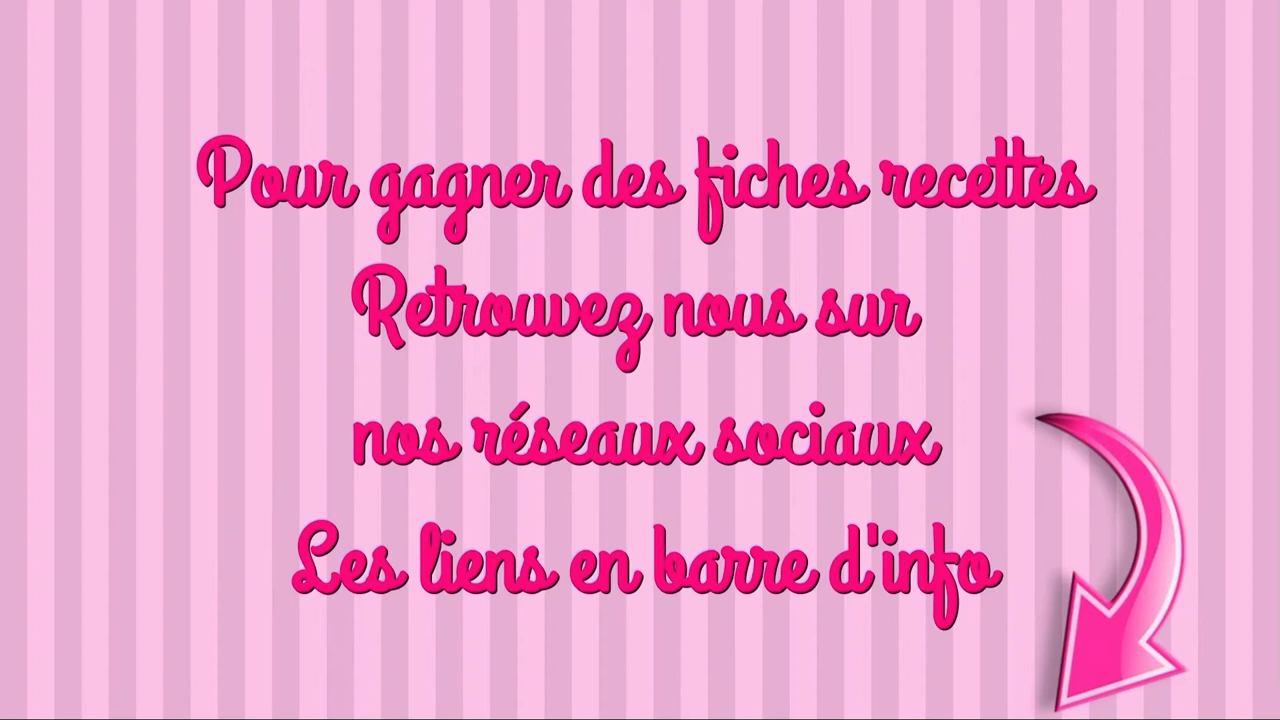 Pour gagner des fiches recettes
Retrouvez nous sur
nos réseaux sociaux
Les liens en barre d'info